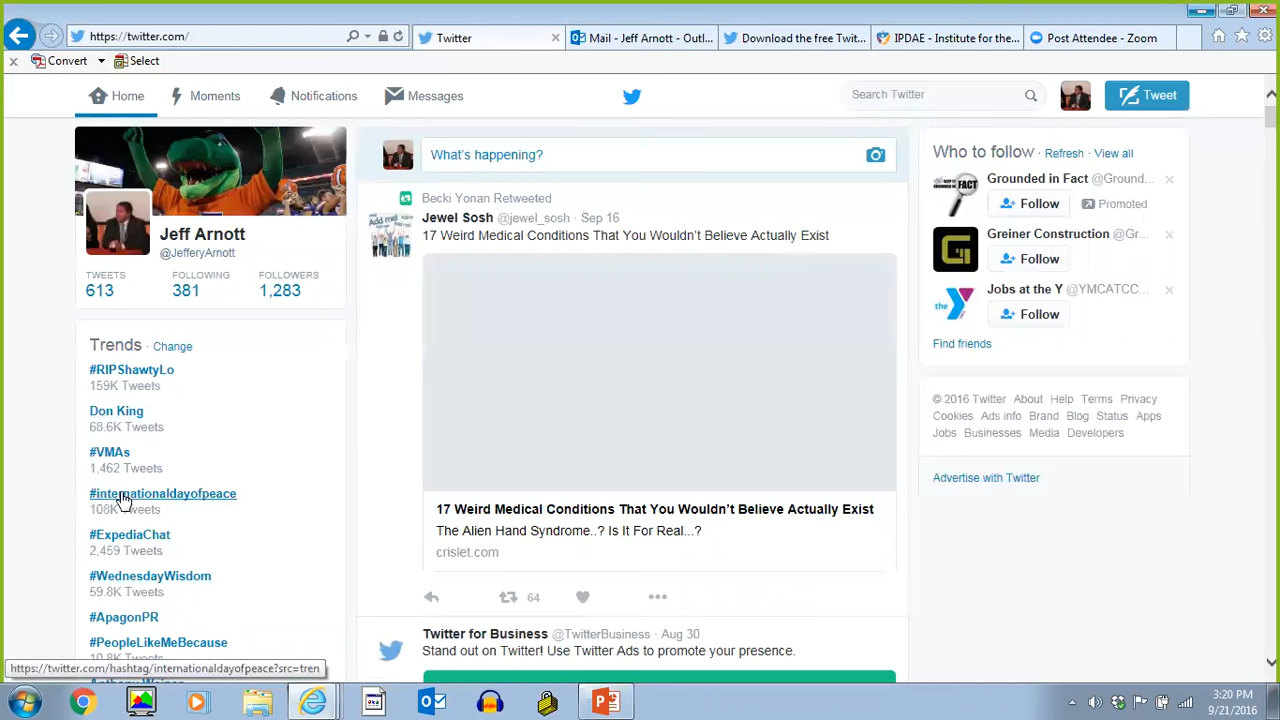 https://twitter.com/
Twitter
Mail - Jeff Arnott - Outl...
Download the free Twit...
IPDAE - Institute for the...
Post Attendee - Zoom
Convert
Select
Home
Moments
Notifications
Messages
Search Twitter
Tweet
Jeff Arnott
@JefferyArnott
TWEETS FOLLOWING FOLLOWERS
613 381 1,283
Trends · Change
#RIPShawtyLo
159K Tweets
Don King
68.6K Tweets
#VMAs
1,462 Tweets
#internationaldayofpeace
108K Tweets
#ExpediaChat
2,459 Tweets
#WednesdayWisdom
59.8K Tweets
#ApagonPR
#PeopleLikeMeBecause
10.8K Tweets
https://twitter.com/hashtag/internationaldayofpeace?src=tren
What's happening?
Becki Yonan Retweeted
Jewel Sosh @jewel_sosh · Sep 16
17 Weird Medical Conditions That You Wouldn't Believe Actually Exist
17 Weird Medical Conditions That You Wouldn't Believe Actually Exist
The Alien Hand Syndrome..? Is It For Real...?
crislet.com
64
Twitter for Business @TwitterBusiness · Aug 30
Stand out on Twitter! Use Twitter Ads to promote your presence.
Who to follow · Refresh · View all
Grounded in Fact @Ground...
Follow
Promoted
Greiner Construction @Gr...
Follow
Jobs at the Y @YMCATCC...
Follow
Find friends
© 2016 Twitter About Help Terms Privacy
Cookies Ads info Brand Blog Status Apps
Jobs Businesses Media Developers
Advertise with Twitter
3:20 PM
9/21/2016